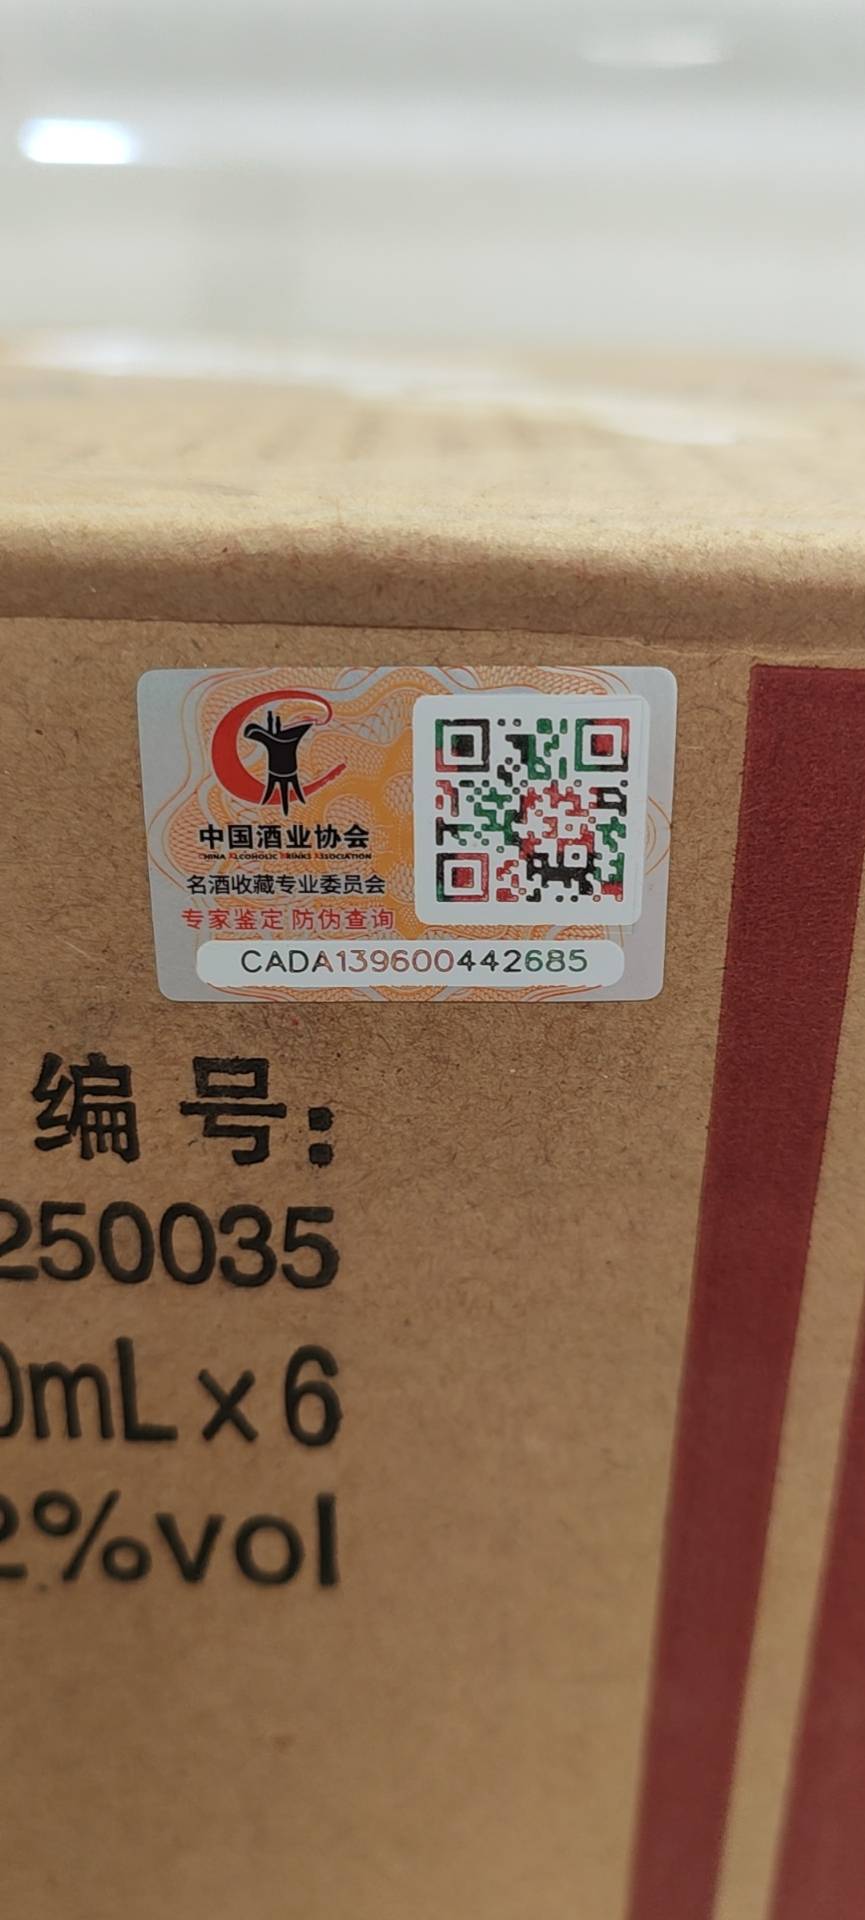 中国酒业协会
CHINA ALCOHOLIC DRINKS ASSOCIATION
名酒收藏专业委员会
专家鉴定 防伪查询
CADA139600442685
编号:
250035
0mL x 6
2%vol